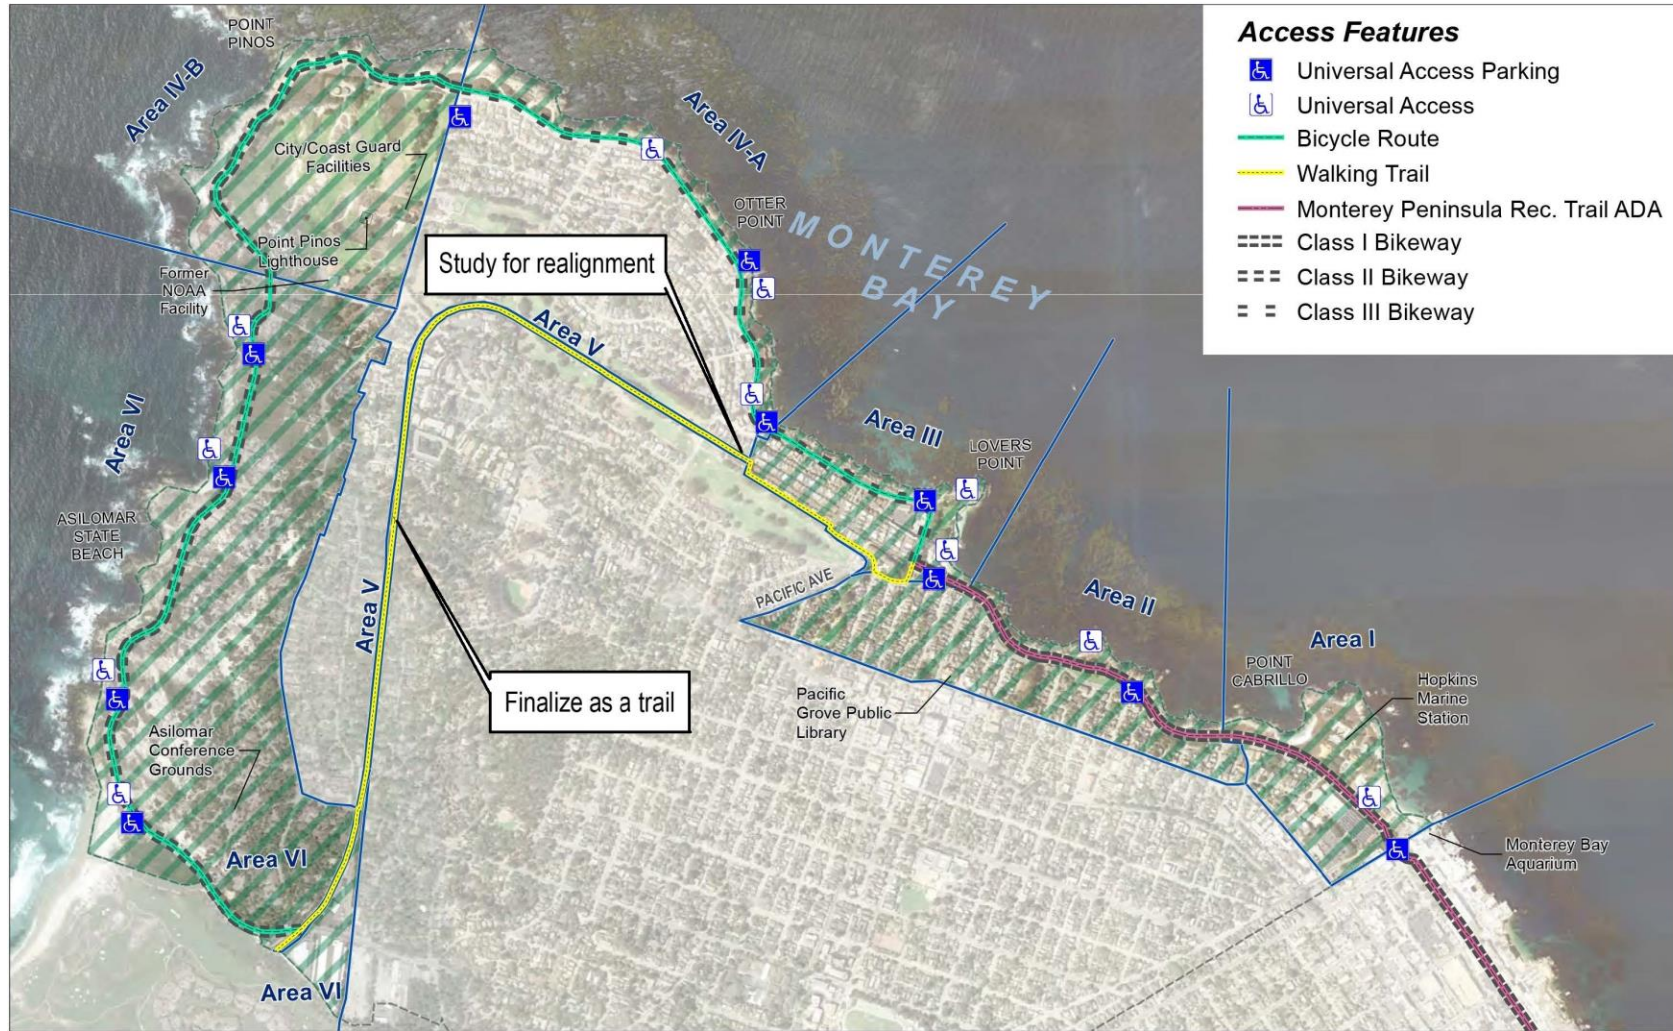 Access Features
Universal Access Parking
Universal Access
Bicycle Route
Walking Trail
Monterey Peninsula Rec. Trail ADA
Class I Bikeway
Class II Bikeway
Class III Bikeway
POINT
PINOS
Area IV-B
City/Coast Guard
Facilities
Area IV-A
OTTER
POINT
MONTEREY
BAY
Point Pinos
Lighthouse
Former
NOAA
Facility
Study for realignment
Area V
Area VI
Area III
LOVERS
POINT
ASILOMAR
STATE
BEACH
Area V
PACIFIC AVE
Area II
Area I
POINT
CABRILLO
Hopkins
Marine
Station
Finalize as a trail
Pacific
Grove Public
Library
Asilomar
Conference
Grounds
Monterey Bay
Aquarium
Area VI
Area VI